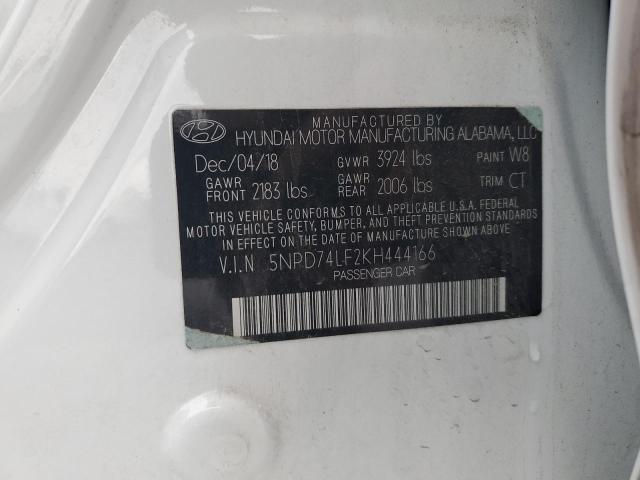 MANUFACTURED BY
HYUNDAI MOTOR MANUFACTURING ALABAMA, LLC
Dec/04/18 GVWR 3924 lbs PAINT W8
GAWR FRONT 2183 lbs GAWR REAR 2006 lbs TRIM CT
THIS VEHICLE CONFORMS TO ALL APPLICABLE U.S.A. FEDERAL
MOTOR VEHICLE SAFETY, BUMPER, AND THEFT PREVENTION STANDARDS
IN EFFECT ON THE DATE OF MANUFACTURE SHOWN ABOVE.
V.I.N 5NPD74LF2KH444166
PASSENGER CAR